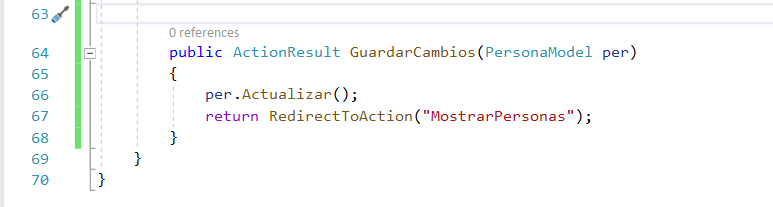 63
0 references
64 public ActionResult GuardarCambios(PersonaModel per)
65 {
66 per.Actualizar();
67 return RedirectToAction("MostrarPersonas");
68 }
69 }
70 }